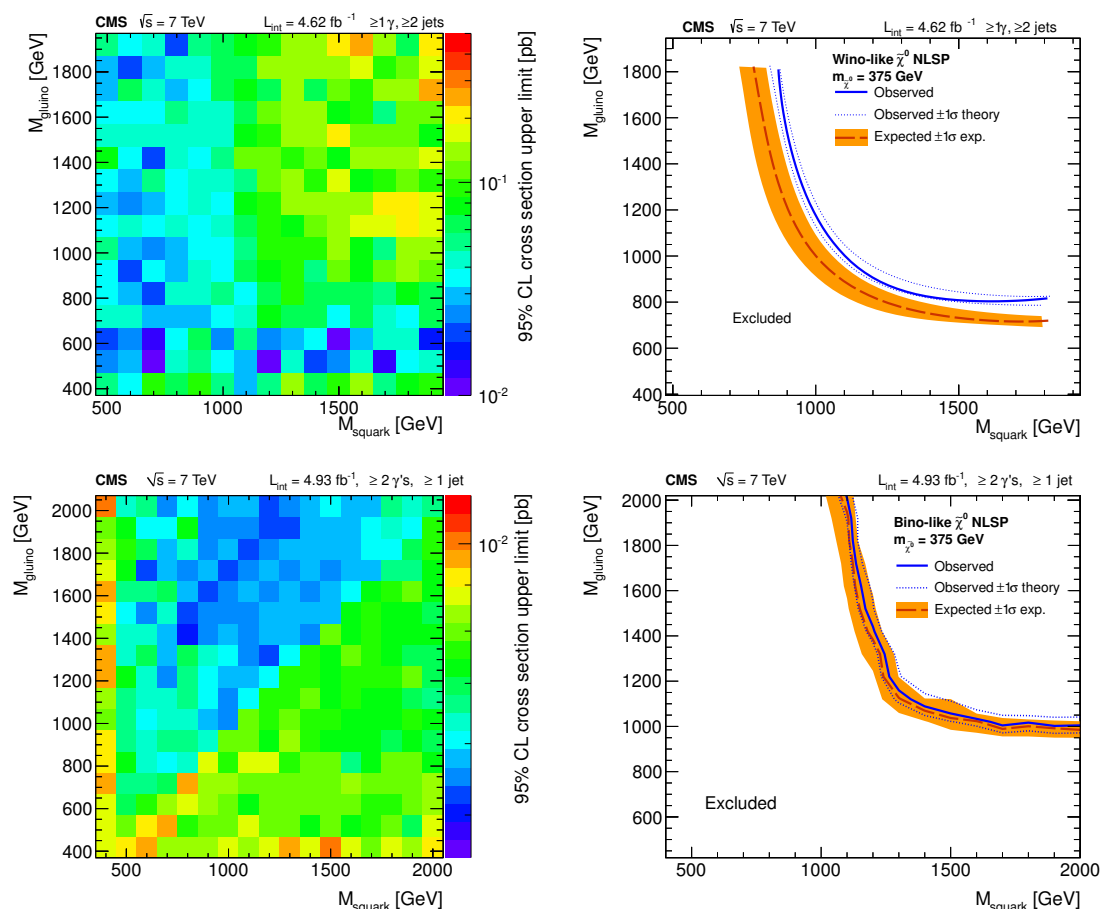 CMS √s = 7 TeV L_int = 4.62 fb⁻¹ ≥1γ, ≥2 jets
M_gluino [GeV]
1800
1600
1400
1200
1000
800
600
400
500 1000 1500
M_squark [GeV]
10⁻¹
10⁻²
95% CL cross section upper limit [pb]
CMS √s = 7 TeV L_int = 4.62 fb⁻¹ ≥1γ, ≥2 jets
M_gluino [GeV]
1800
1600
1400
1200
1000
800
600
400
Wino-like χ̃⁰ NLSP
m_χ̃⁰ = 375 GeV
Observed
Observed ±1σ theory
Expected ±1σ exp.
Excluded
500 1000 1500
M_squark [GeV]
CMS √s = 7 TeV L_int = 4.93 fb⁻¹, ≥ 2 γ's, ≥ 1 jet
M_gluino [GeV]
2000
1800
1600
1400
1200
1000
800
600
400
500 1000 1500 2000
M_squark [GeV]
10⁻²
95% CL cross section upper limit [pb]
CMS √s = 7 TeV L_int = 4.93 fb⁻¹, ≥ 2 γ's, ≥ 1 jet
M_gluino [GeV]
2000
1800
1600
1400
1200
1000
800
600
Bino-like χ̃⁰ NLSP
m_χ̃⁰ = 375 GeV
Observed
Observed ±1σ theory
Expected ±1σ exp.
Excluded
500 1000 1500 2000
M_squark [GeV]